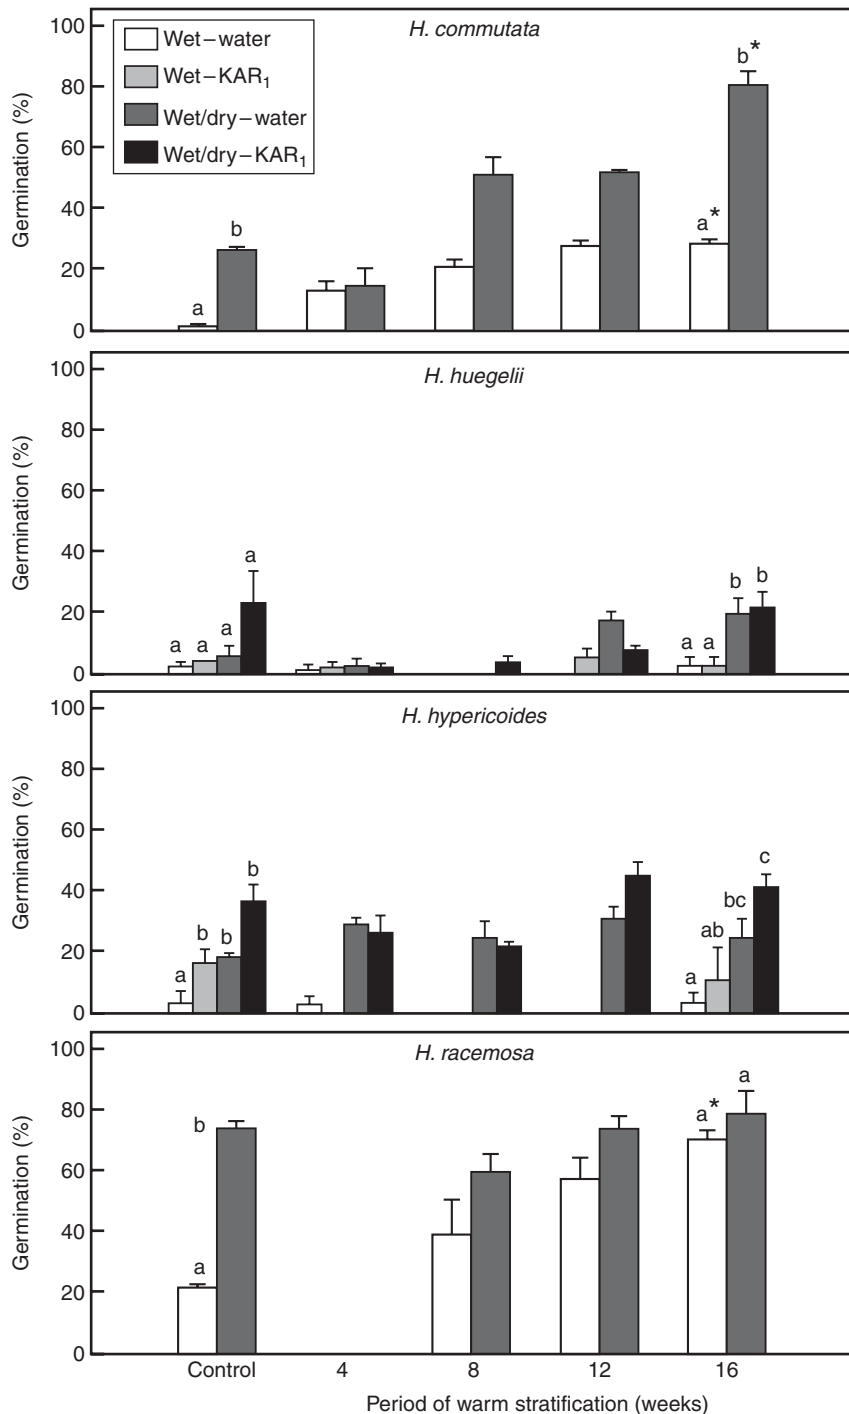 H. commutata
Wet–water
Wet–KAR₁
Wet/dry–water
Wet/dry–KAR₁
Germination (%)
100
80
60
40
20
0
a
b
a*
b*
H. huegelii
Germination (%)
100
80
60
40
20
0
a
a
a
a
a
a
b
b
H. hypericoides
Germination (%)
100
80
60
40
20
0
a
b
b
b
a
ab
bc
c
H. racemosa
Germination (%)
100
80
60
40
20
0
a
b
a*
a
Control
4
8
12
16
Period of warm stratification (weeks)